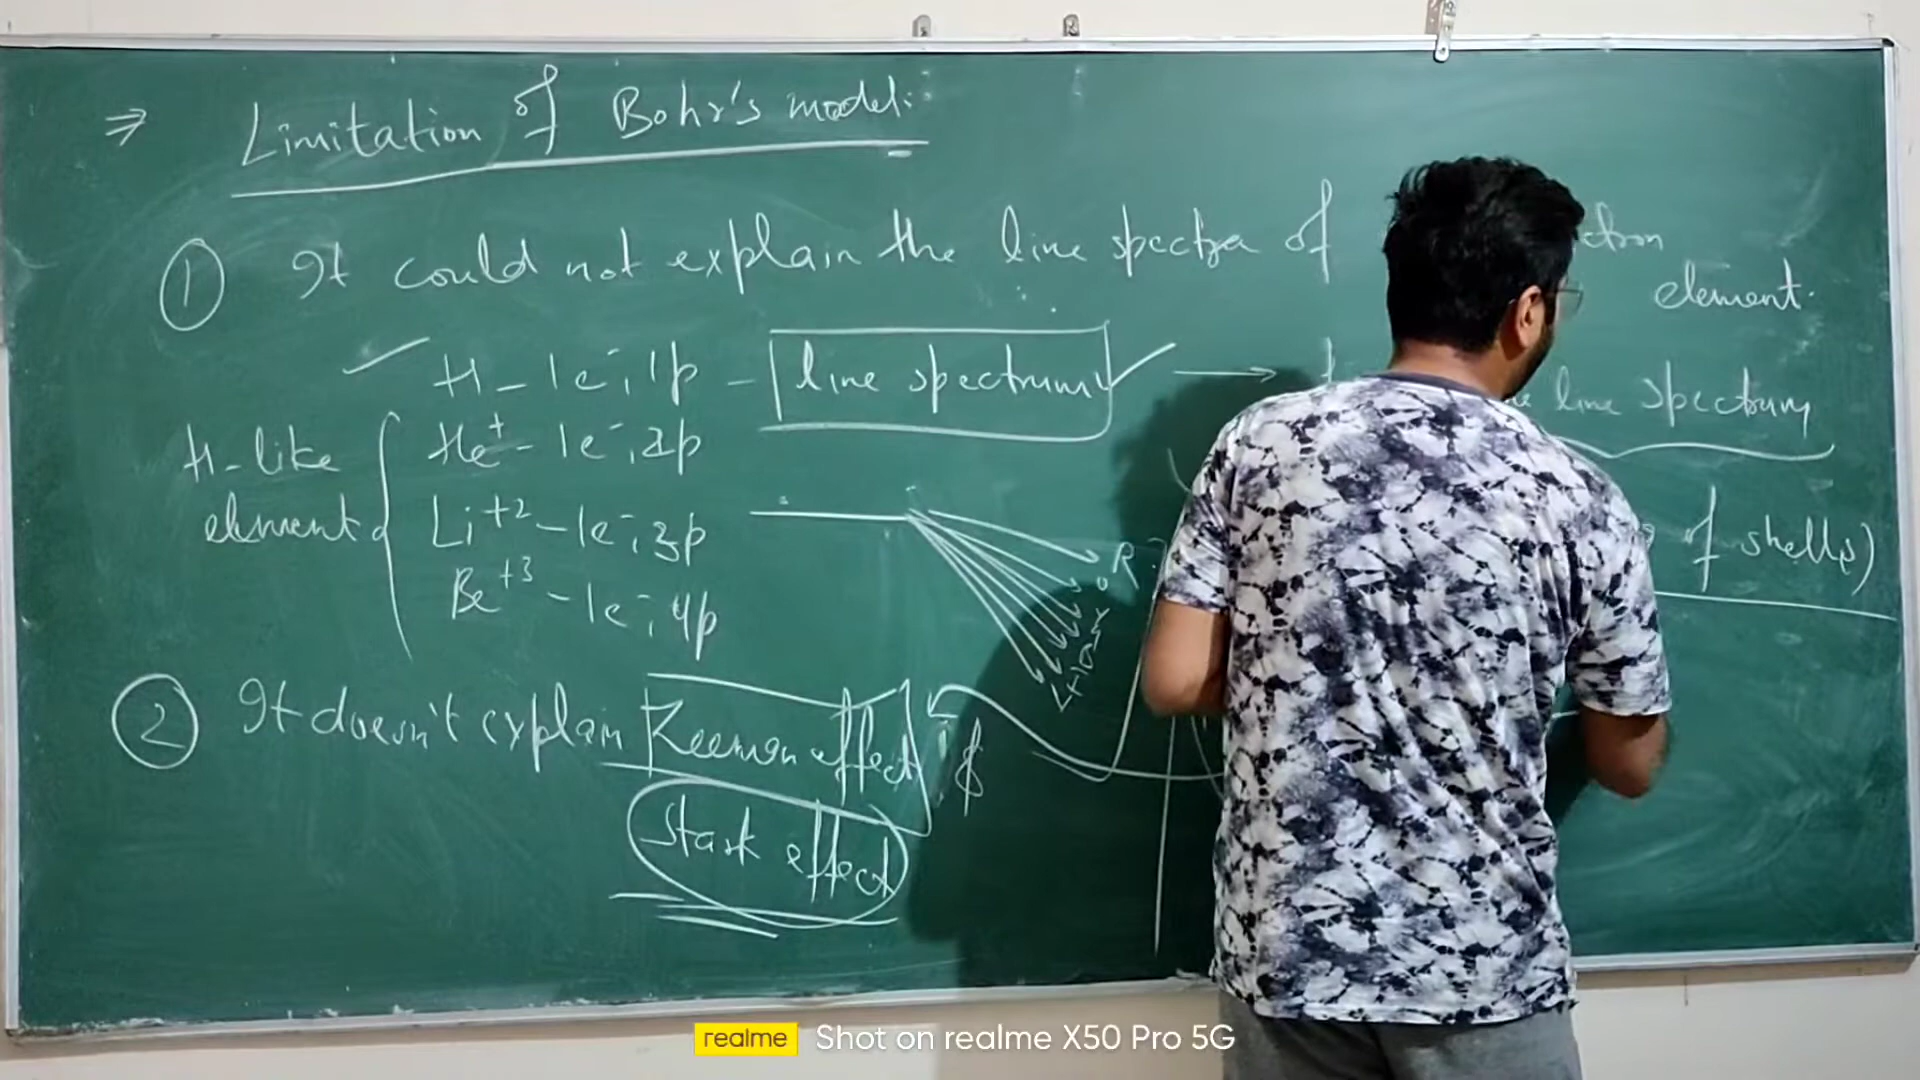 ⇒ Limitation of Bohr's model:
① It could not explain the line spectra of
element.
H - 1e⁻, 1p - line spectrum → line spectrum
H-like element
He⁺ - 1e⁻, 2p
Li⁺² - 1e⁻, 3p
Be⁺³ - 1e⁻, 4p
R
O
Y
of shells)
② It doesn't explain Zeeman effect &
Stark effect
realme Shot on realme X50 Pro 5G